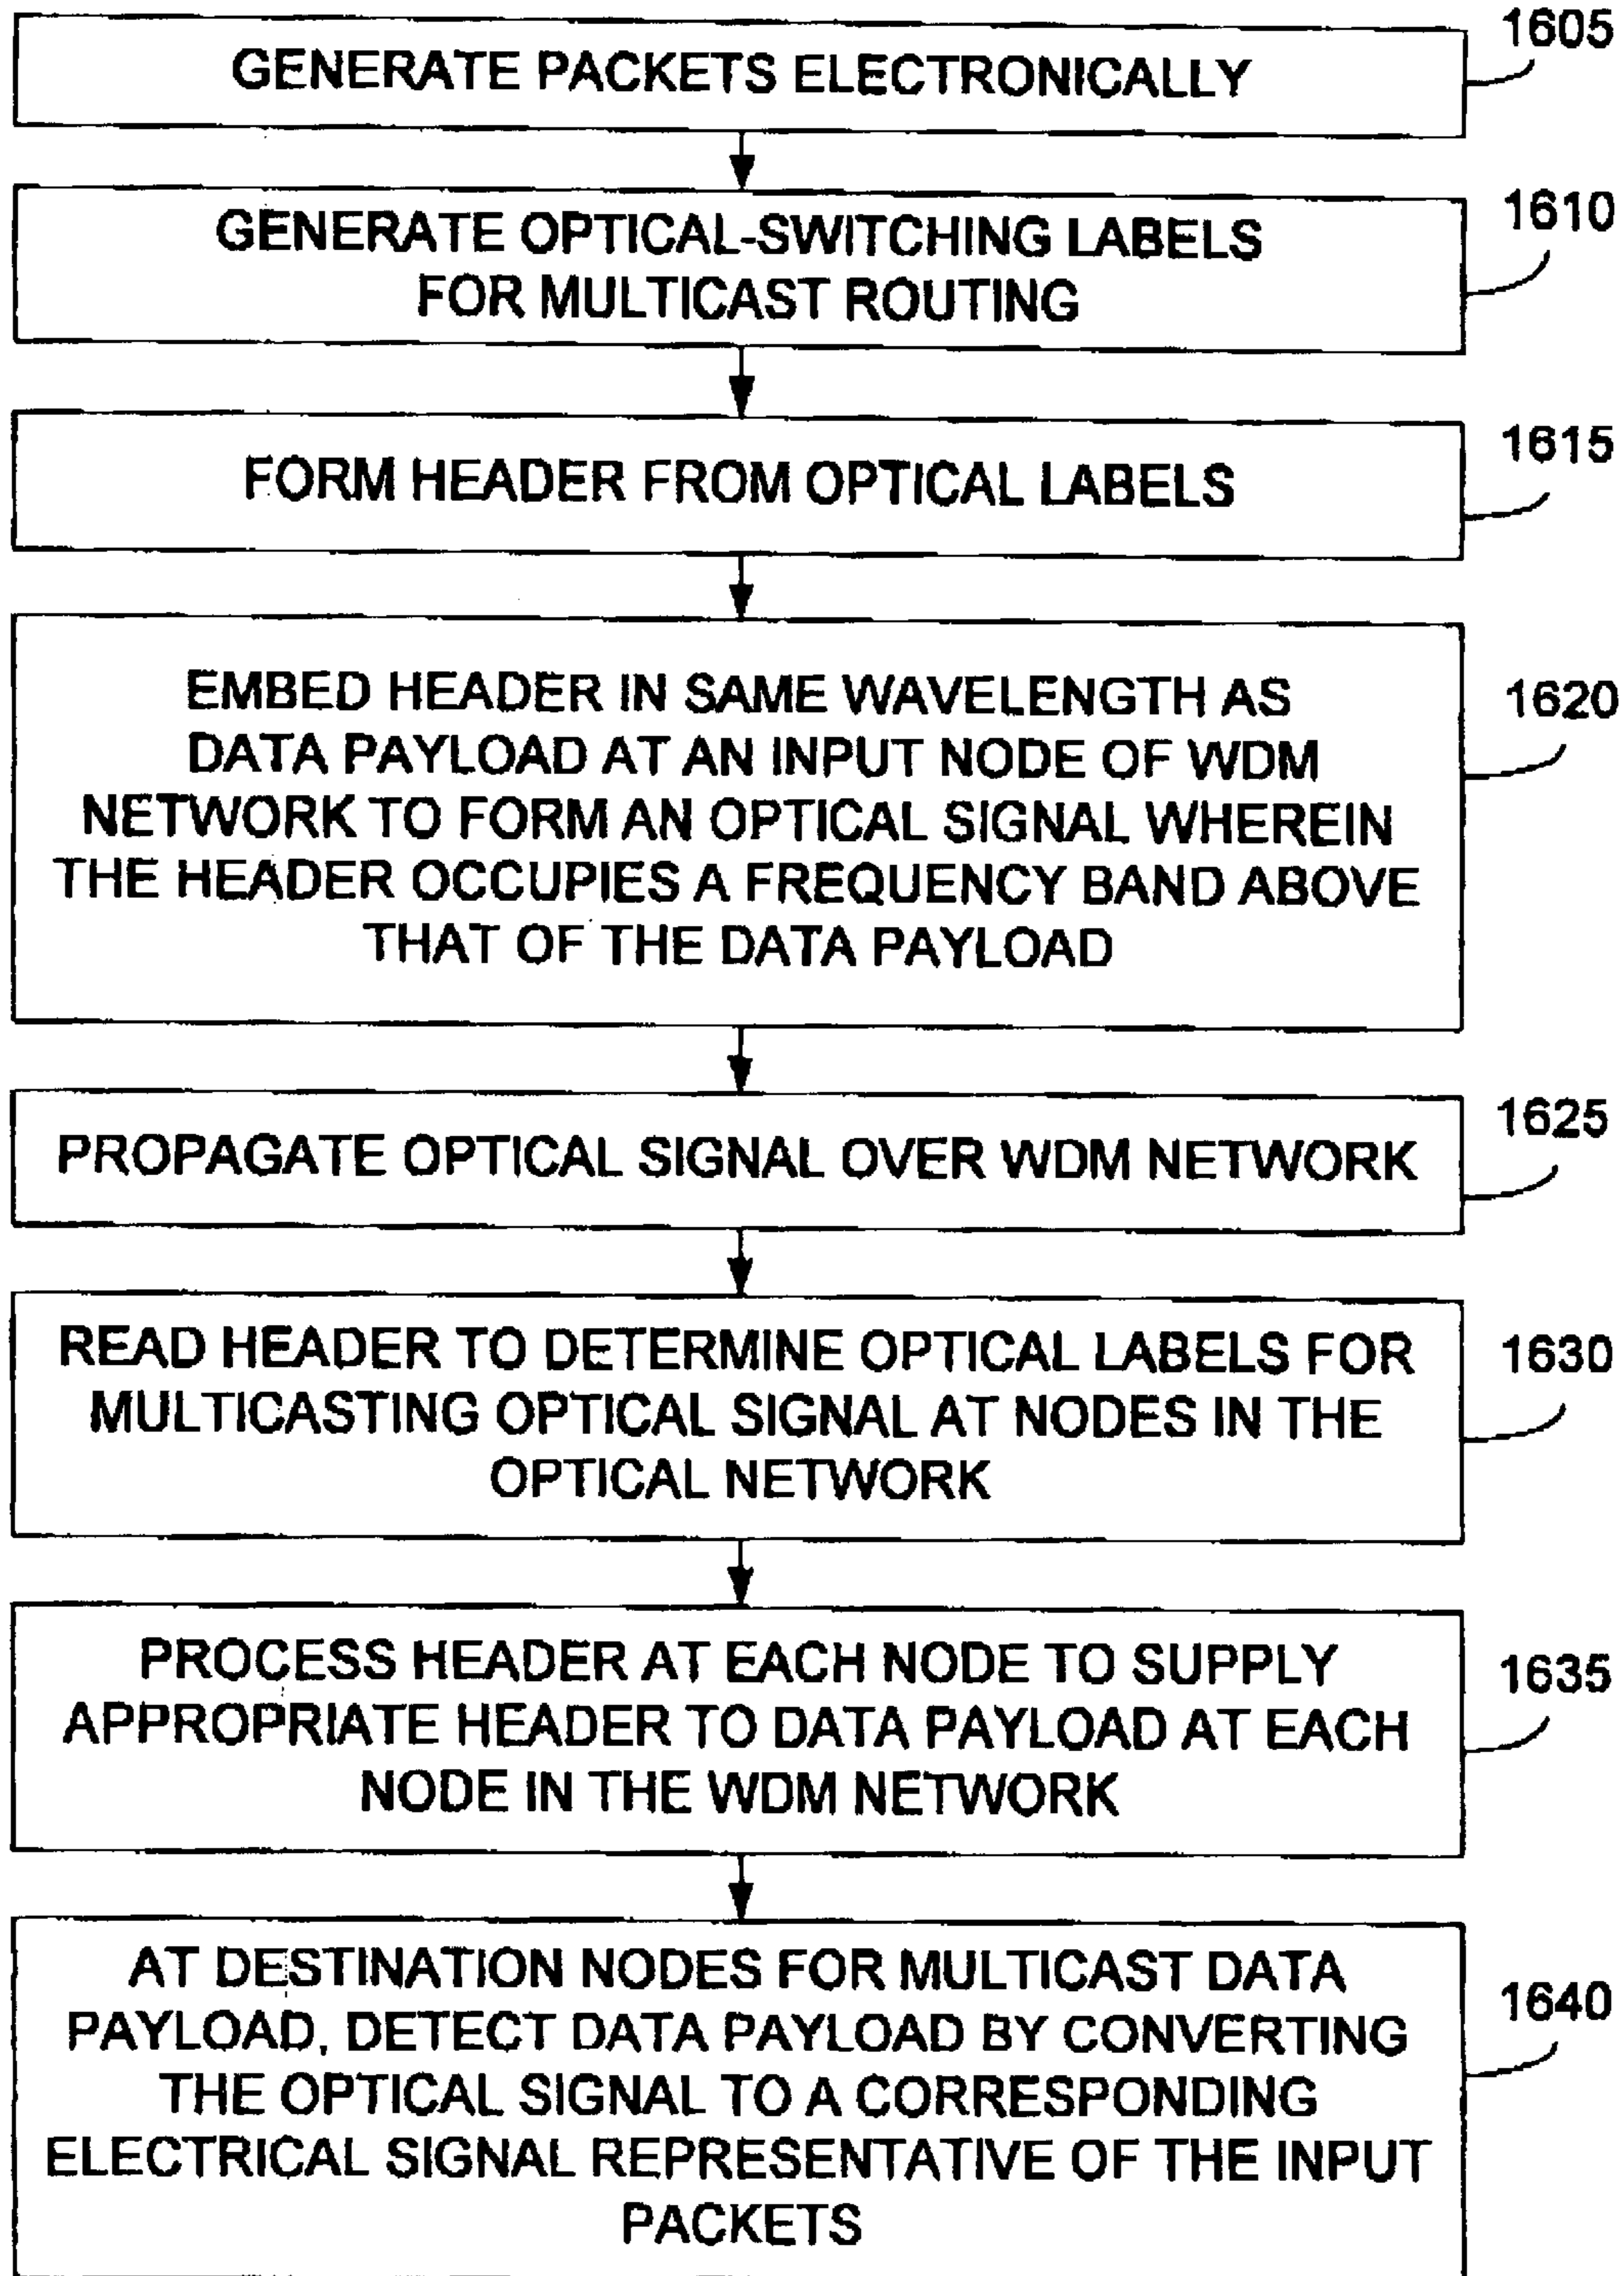 GENERATE PACKETS ELECTRONICALLY
1605
GENERATE OPTICAL-SWITCHING LABELS
FOR MULTICAST ROUTING
1610
FORM HEADER FROM OPTICAL LABELS
1615
EMBED HEADER IN SAME WAVELENGTH AS
DATA PAYLOAD AT AN INPUT NODE OF WDM
NETWORK TO FORM AN OPTICAL SIGNAL WHEREIN
THE HEADER OCCUPIES A FREQUENCY BAND ABOVE
THAT OF THE DATA PAYLOAD
1620
PROPAGATE OPTICAL SIGNAL OVER WDM NETWORK
1625
READ HEADER TO DETERMINE OPTICAL LABELS FOR
MULTICASTING OPTICAL SIGNAL AT NODES IN THE
OPTICAL NETWORK
1630
PROCESS HEADER AT EACH NODE TO SUPPLY
APPROPRIATE HEADER TO DATA PAYLOAD AT EACH
NODE IN THE WDM NETWORK
1635
AT DESTINATION NODES FOR MULTICAST DATA
PAYLOAD, DETECT DATA PAYLOAD BY CONVERTING
THE OPTICAL SIGNAL TO A CORRESPONDING
ELECTRICAL SIGNAL REPRESENTATIVE OF THE INPUT
PACKETS
1640